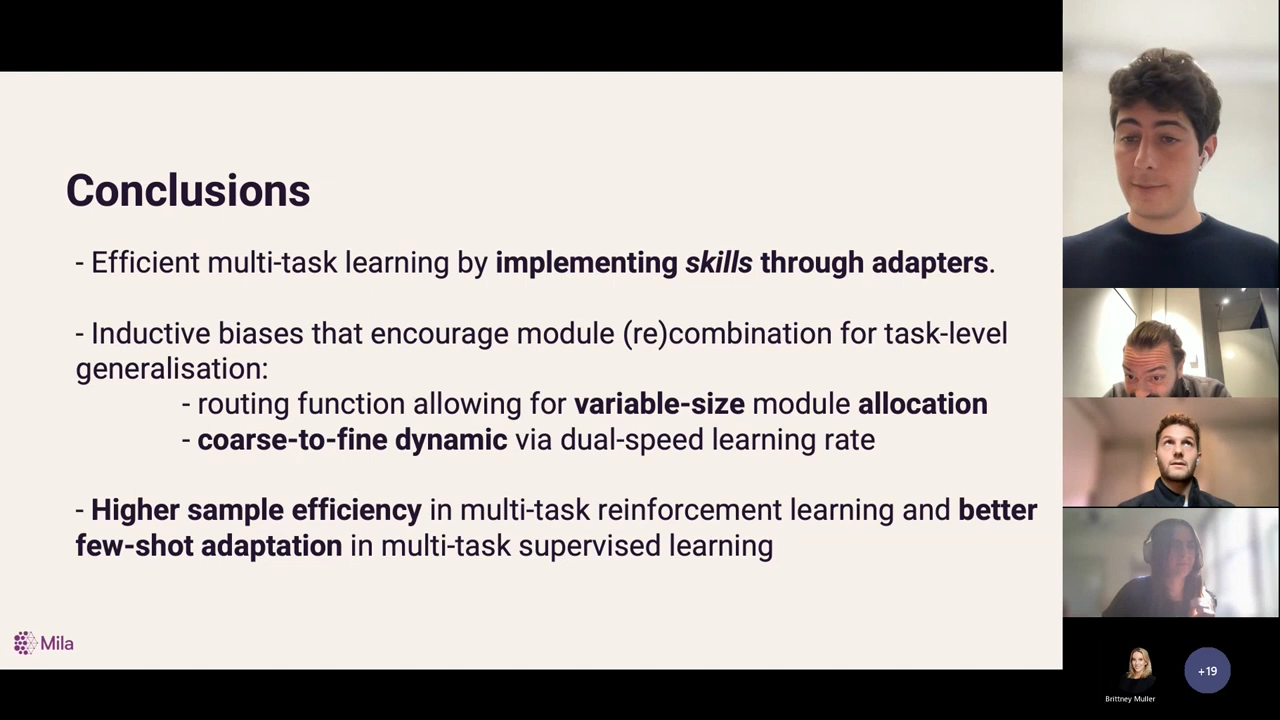 Conclusions
- Efficient multi-task learning by implementing skills through adapters.
- Inductive biases that encourage module (re)combination for task-level
generalisation:
- routing function allowing for variable-size module allocation
- coarse-to-fine dynamic via dual-speed learning rate
- Higher sample efficiency in multi-task reinforcement learning and better
few-shot adaptation in multi-task supervised learning
Mila
Brittney Muller
+19